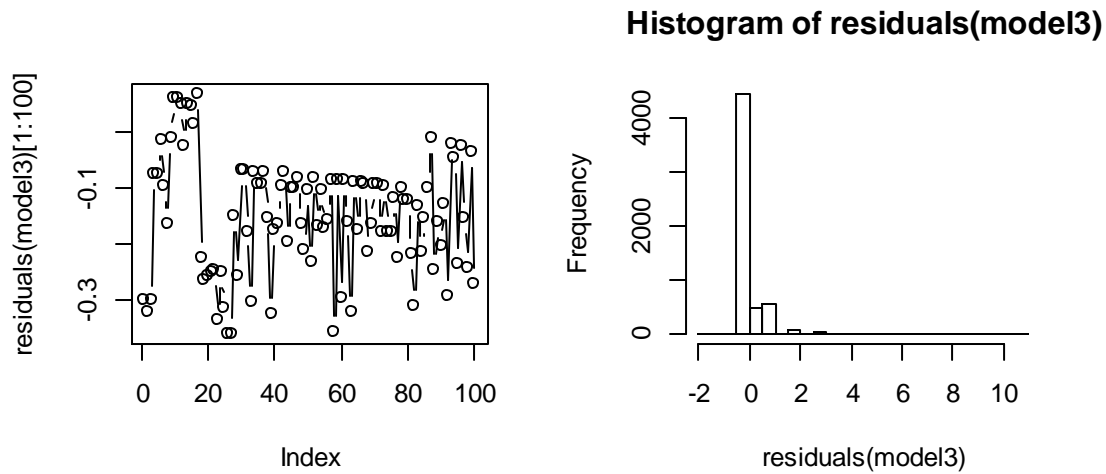 Histogram of residuals(model3)
residuals(model3)[1:100]
-0.1
-0.3
0 20 40 60 80 100
Index
Frequency
4000
2000
0
-2 0 2 4 6 8 10
residuals(model3)